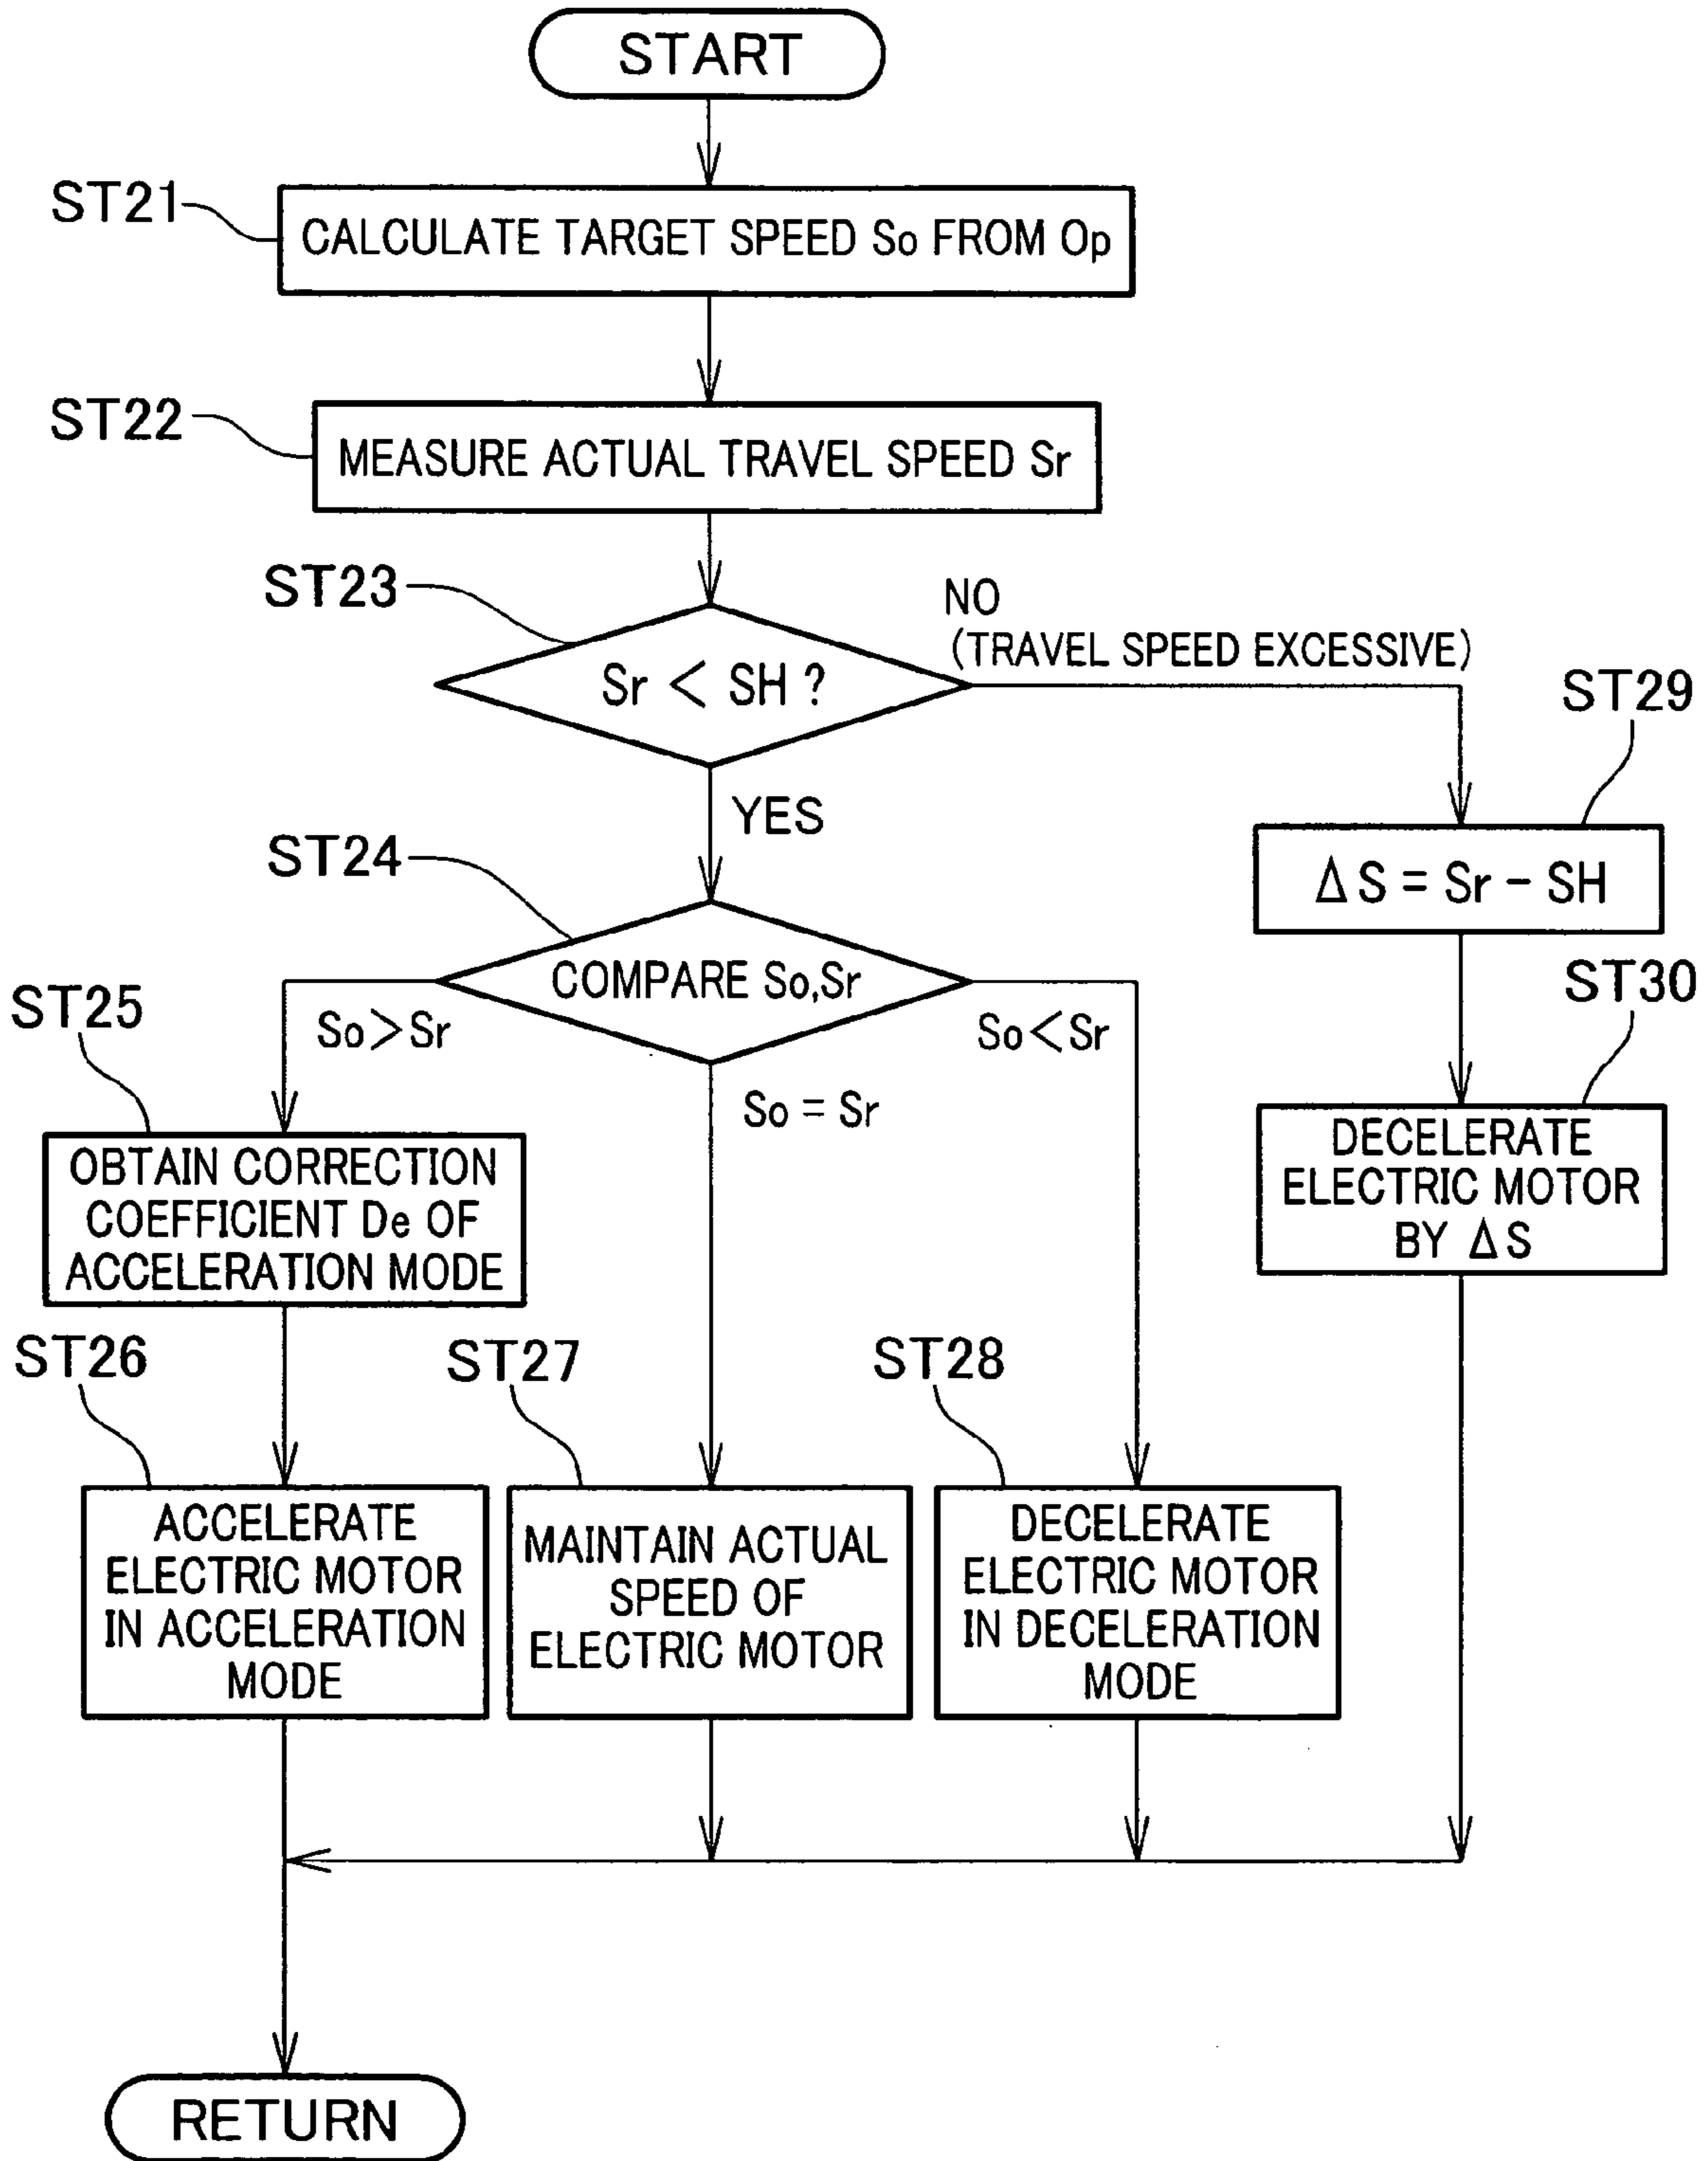 START
ST21
CALCULATE TARGET SPEED So FROM Op
ST22
MEASURE ACTUAL TRAVEL SPEED Sr
ST23
Sr < SH ?
NO
(TRAVEL SPEED EXCESSIVE)
YES
ST29
ΔS = Sr - SH
ST24
COMPARE So,Sr
ST30
DECELERATE
ELECTRIC MOTOR
BY ΔS
So > Sr
So = Sr
So < Sr
ST25
OBTAIN CORRECTION
COEFFICIENT De OF
ACCELERATION MODE
ST26
ACCELERATE
ELECTRIC MOTOR
IN ACCELERATION
MODE
ST27
MAINTAIN ACTUAL
SPEED OF
ELECTRIC MOTOR
ST28
DECELERATE
ELECTRIC MOTOR
IN DECELERATION
MODE
RETURN